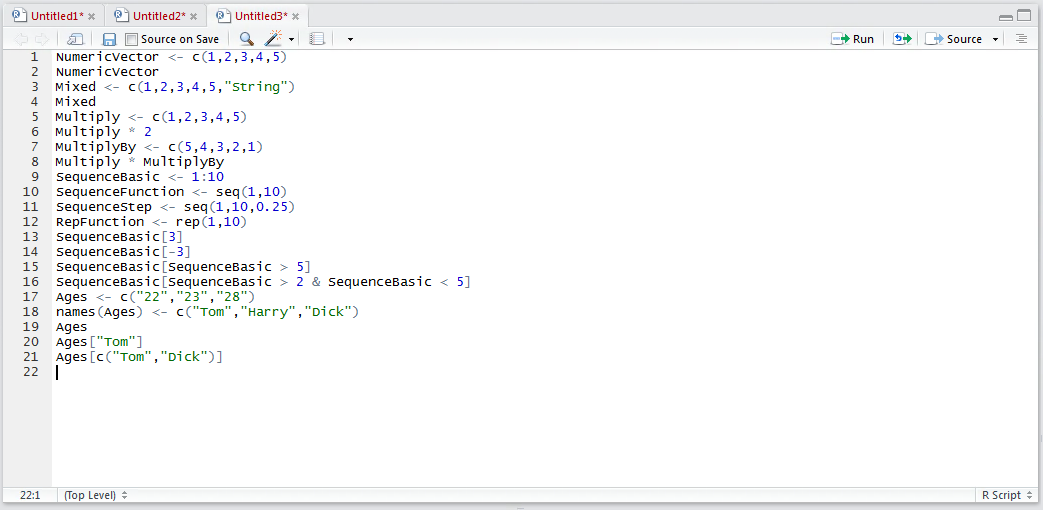 Untitled1* Untitled2* Untitled3*
Source on Save Run Source
1 NumericVector <- c(1,2,3,4,5)
2 NumericVector
3 Mixed <- c(1,2,3,4,5,"String")
4 Mixed
5 Multiply <- c(1,2,3,4,5)
6 Multiply * 2
7 MultiplyBy <- c(5,4,3,2,1)
8 Multiply * MultiplyBy
9 SequenceBasic <- 1:10
10 SequenceFunction <- seq(1,10)
11 SequenceStep <- seq(1,10,0.25)
12 RepFunction <- rep(1,10)
13 SequenceBasic[3]
14 SequenceBasic[-3]
15 SequenceBasic[SequenceBasic > 5]
16 SequenceBasic[SequenceBasic > 2 & SequenceBasic < 5]
17 Ages <- c("22","23","28")
18 names(Ages) <- c("Tom","Harry","Dick")
19 Ages
20 Ages["Tom"]
21 Ages[c("Tom","Dick")]
22
22:1 (Top Level) R Script